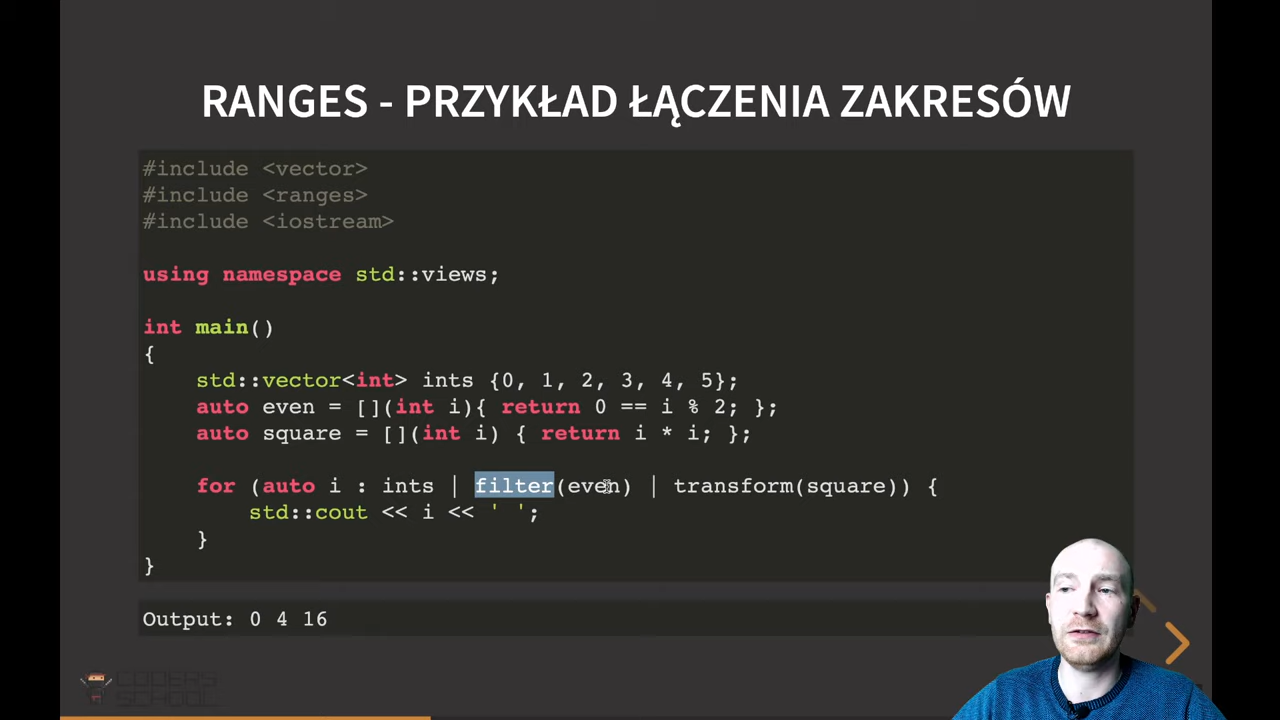 RANGES - PRZYKŁAD ŁĄCZENIA ZAKRESÓW
#include <vector>
#include <ranges>
#include <iostream>
using namespace std::views;
int main()
{
    std::vector<int> ints {0, 1, 2, 3, 4, 5};
    auto even = [](int i){ return 0 == i % 2; };
    auto square = [](int i) { return i * i; };
    for (auto i : ints | filter(even) | transform(square)) {
        std::cout << i << ' ';
    }
}
Output: 0 4 16
CODERS
SCHOOL